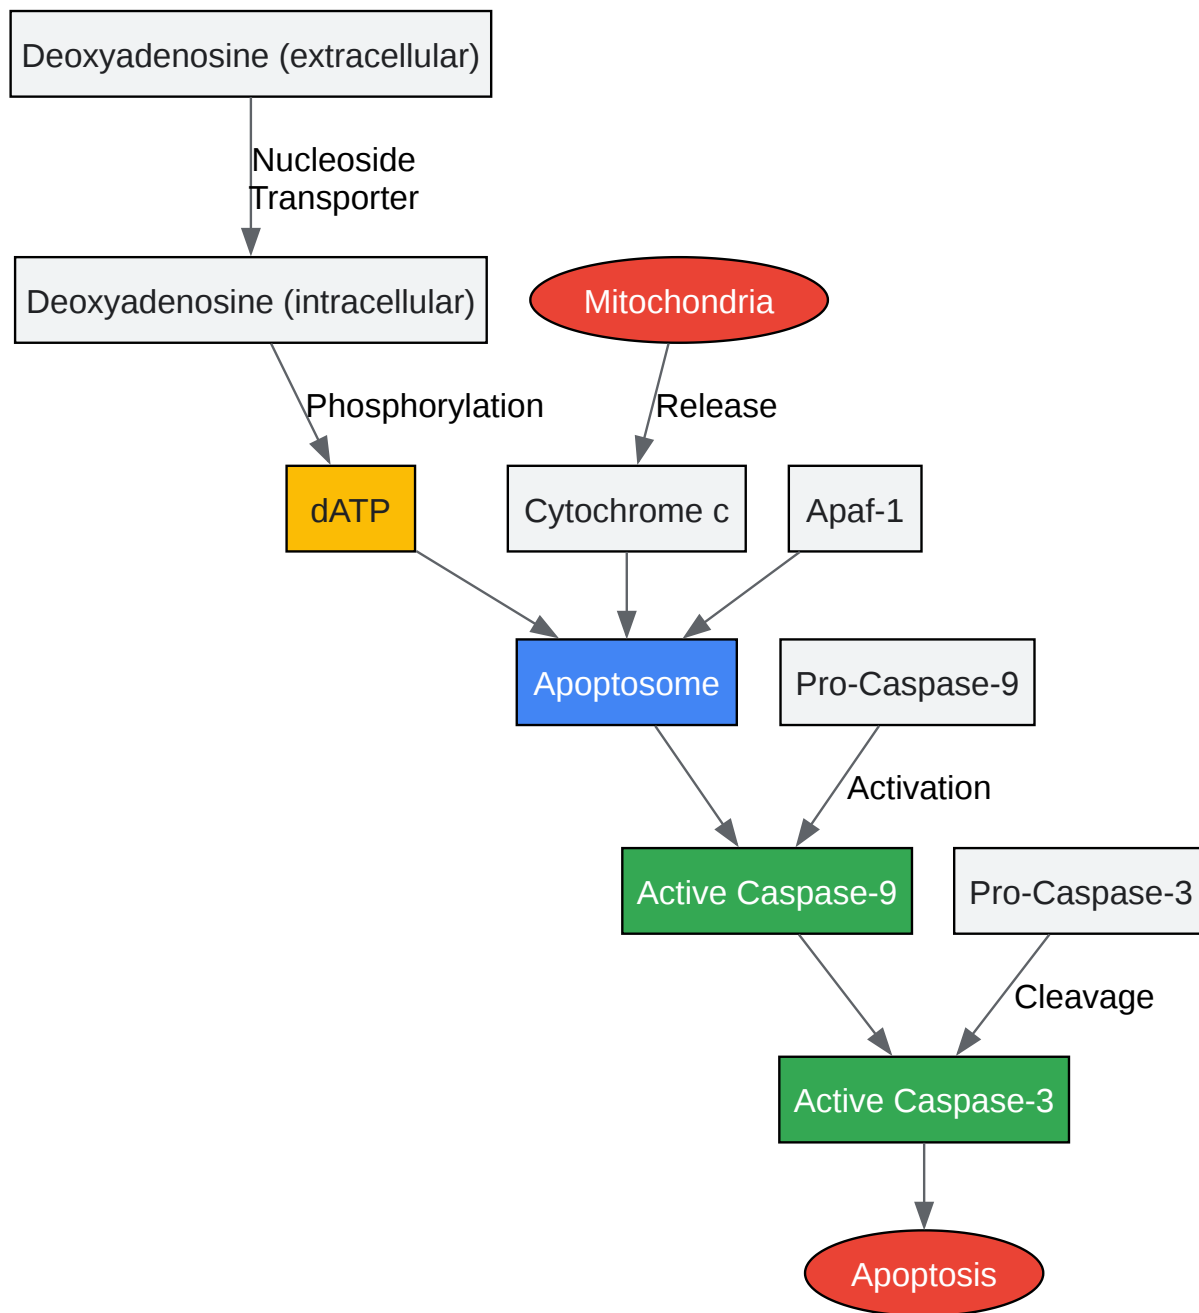 Deoxyadenosine (extracellular)
Nucleoside
Transporter
Deoxyadenosine (intracellular)
Mitochondria
Phosphorylation
Release
dATP
Cytochrome c
Apaf-1
Apoptosome
Pro-Caspase-9
Activation
Active Caspase-9
Pro-Caspase-3
Cleavage
Active Caspase-3
Apoptosis